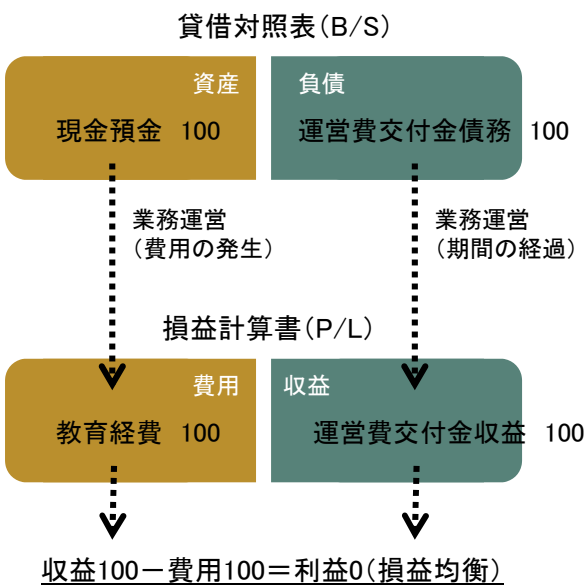 貸借対照表(B/S)
資産 負債
現金預金 100 運営費交付金債務 100
業務運営 業務運営
(費用の発生) (期間の経過)
損益計算書(P/L)
費用 収益
教育経費 100 運営費交付金収益 100
収益100－費用100＝利益0(損益均衡)